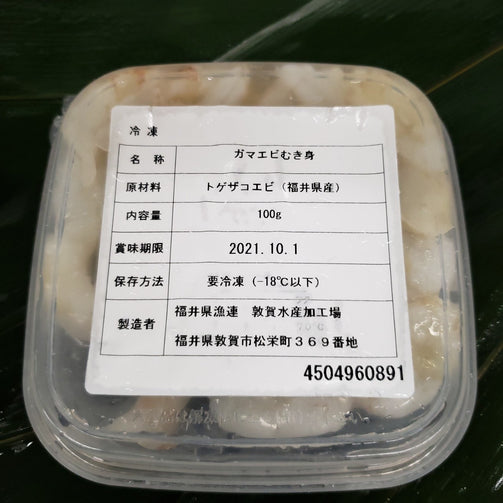 冷凍
名 称 ガマエビむき身
原材料 トゲザコエビ（福井県産）
内容量 100g
賞味期限 2021.10.1
保存方法 要冷凍（-18℃以下）
製造者 福井県漁連 敦賀水産加工場
福井県敦賀市松栄町３６９番地
4504960891